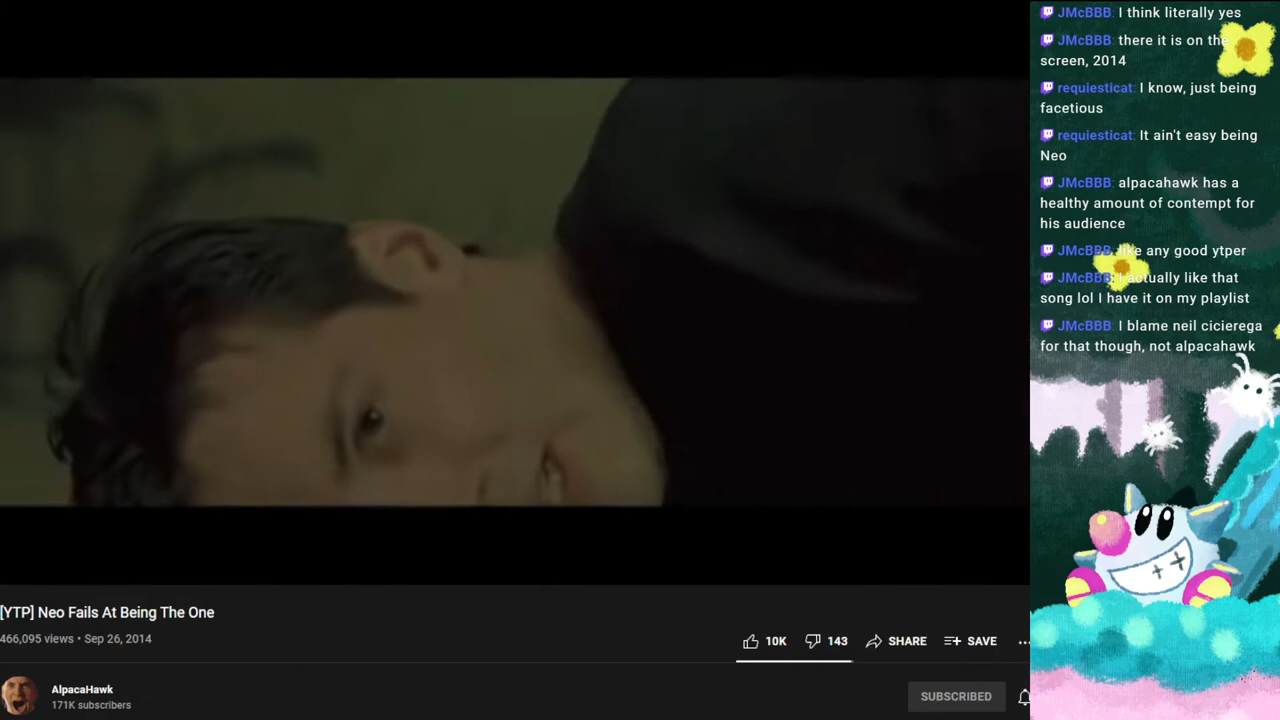 JMcBBB: I think literally yes
JMcBBB: there it is on the
screen, 2014
requiesticat: I know, just being
facetious
requiesticat: It ain't easy being
Neo
JMcBBB: alpacahawk has a
healthy amount of contempt for
his audience
JMcBBB: like any good ytper
JMcBBB: I actually like that
song lol I have it on my playlist
JMcBBB: I blame neil cicierega
for that though, not alpacahawk
[YTP] Neo Fails At Being The One
466,095 views • Sep 26, 2014
10K
143
SHARE
SAVE
...
AlpacaHawk
171K subscribers
SUBSCRIBED